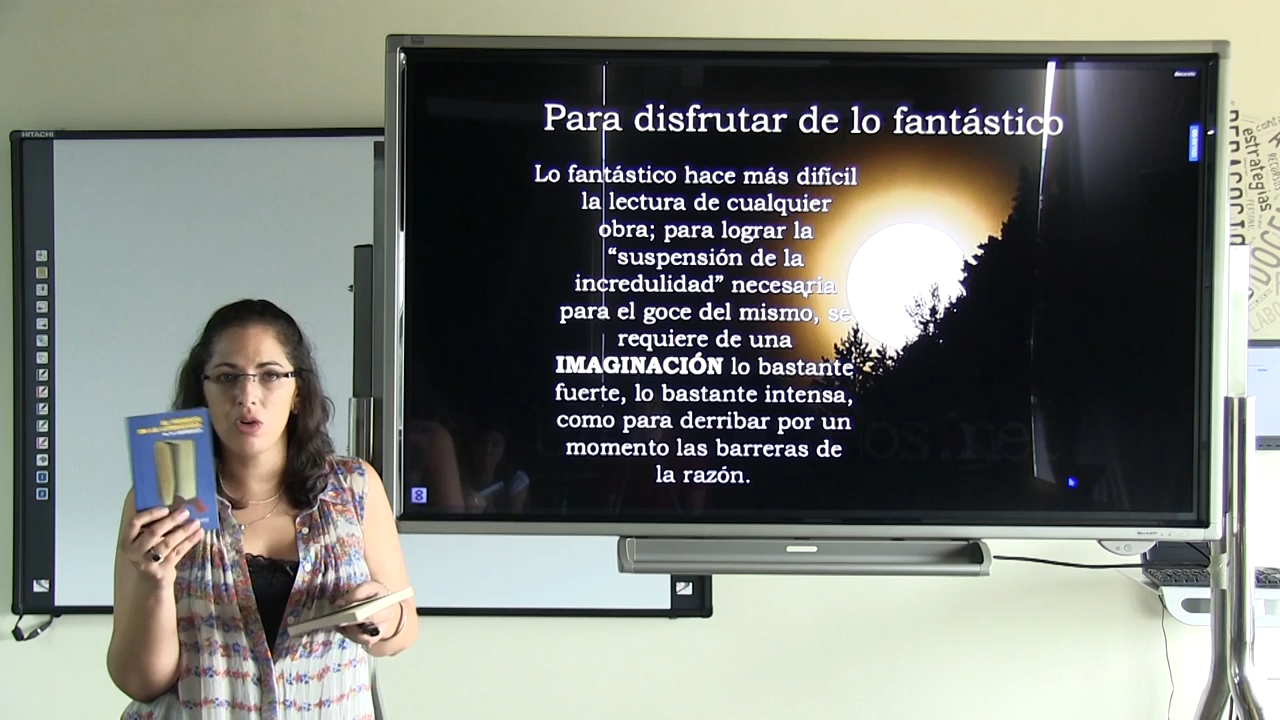 HITACHI
Para disfrutar de lo fantástico
Lo fantástico hace más difícil
la lectura de cualquier
obra; para lograr la
“suspensión de la
incredulidad” necesaria
para el goce del mismo, se
requiere de una
IMAGINACIÓN lo bastante
fuerte, lo bastante intensa,
como para derribar por un
momento las barreras de
la razón.
estrategias